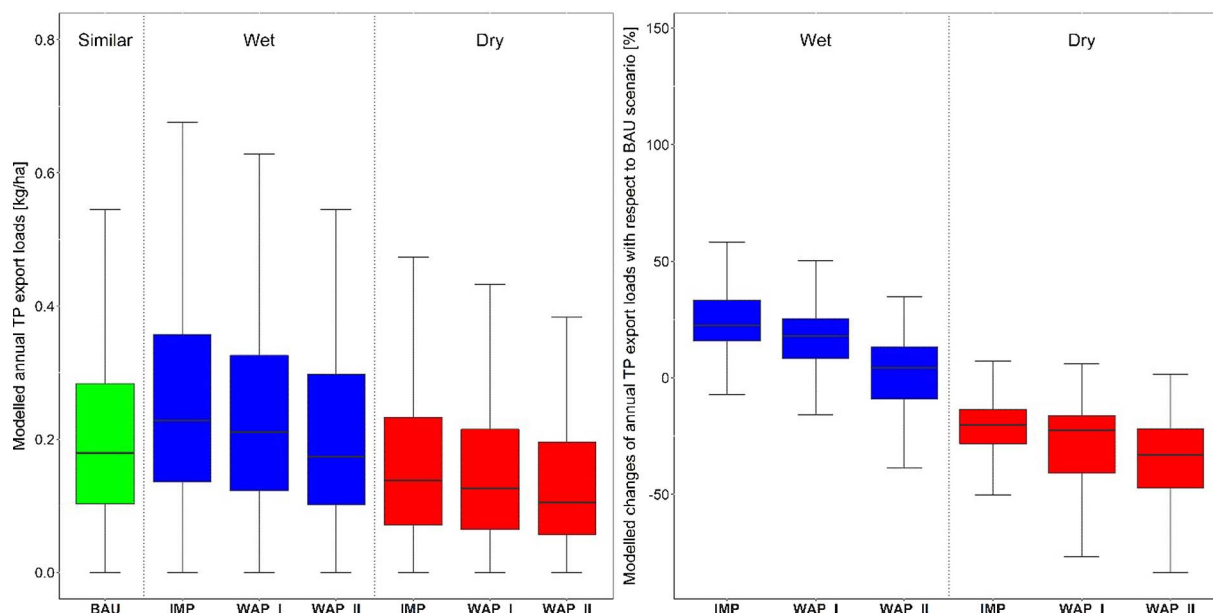 Modelled annual TP export loads [kg/ha]
0.8
0.6
0.4
0.2
0.0
Similar
Wet
Dry
BAU
IMP
WAP_I
WAP_II
IMP
WAP_I
WAP_II
Modelled changes of annual TP export loads with respect to BAU scenario [%]
150
100
50
0
-50
Wet
Dry
IMP
WAP_I
WAP_II
IMP
WAP_I
WAP_II